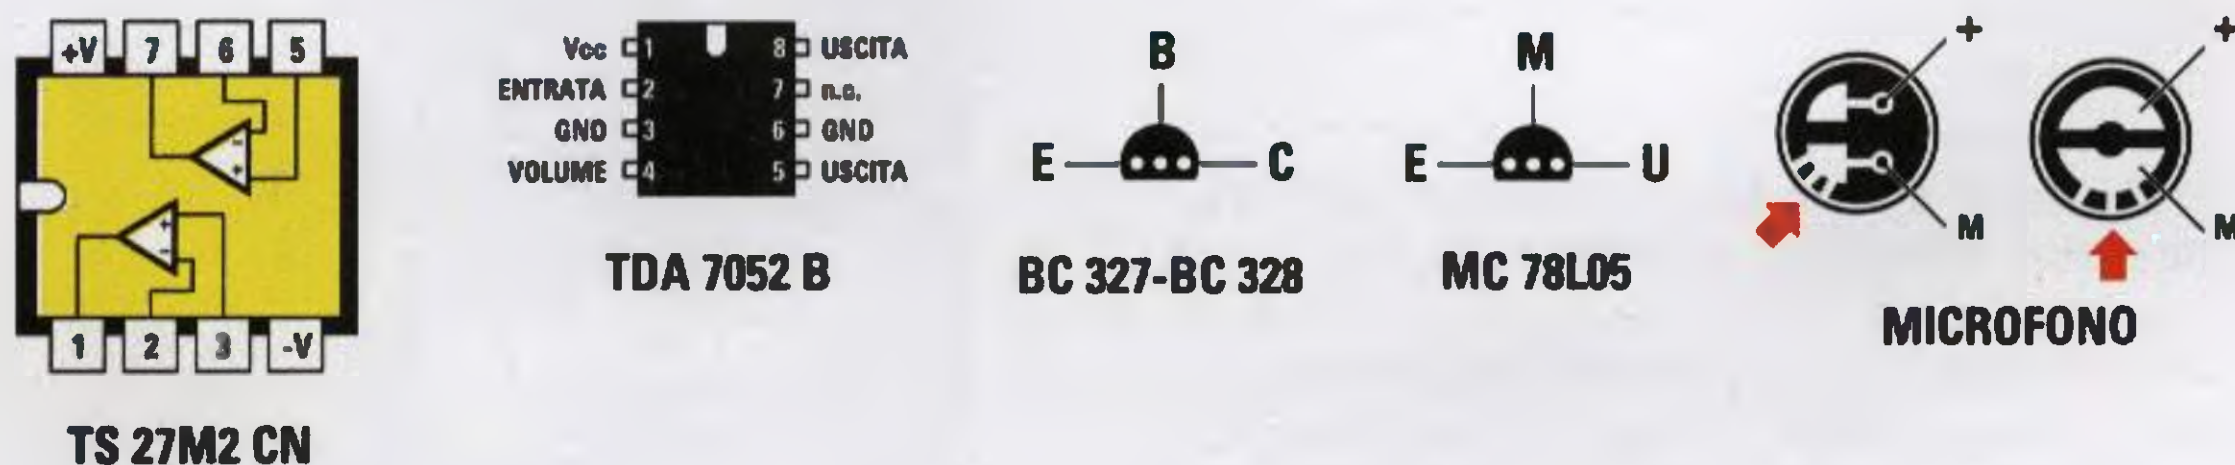 +V 7 6 5
- +
+ -
1 2 3 -V
TS 27M2 CN
Vcc 1 8 USCITA
ENTRATA 2 7 n.c.
GND 3 6 GND
VOLUME 4 5 USCITA
TDA 7052 B
B
E C
BC 327-BC 328
M
E U
MC 78L05
+ +
M M
MICROFONO